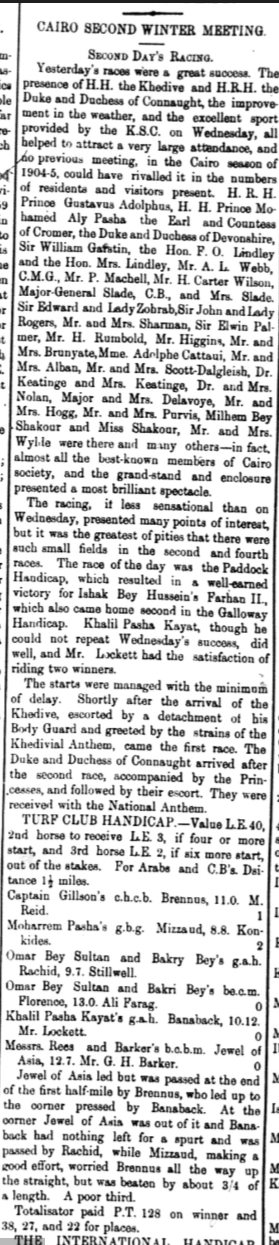 CAIRO SECOND WINTER MEETING.
SECOND DAY'S RACING.
Yesterday's races were a great success. The
presence of H.H. the Khedive and H.R.H. the
Duke and Duchess of Connaught, the improve-
ment in the weather, and the excellent sport
provided by the K.S.C. on Wednesday, all
helped to attract a very large attendance, and
no previous meeting, in the Cairo season of
1904-5, could have rivalled it in the numbers
of residents and visitors present. H. R. H.
Prince Gustavus Adolphus, H. H. Prince Mo-
hamed Aly Pasha the Earl and Countess
of Cromer, the Duke and Duchess of Devonshire,
Sir William Gafstin, the Hon. F. O. Lindley
and the Hon. Mrs. Lindley, Mr. A. L. Webb,
C.M.G., Mr. P. Machell, Mr. H. Carter Wilson,
Major-General Slade, C.B., and Mrs. Slade.
Sir Edward and Lady Zobrab, Sir John and Lady
Rogers, Mr. and Mrs. Sharman, Sir Elwin Pal-
mer, Mr. H. Rumbold, Mr. Higgins, Mr. and
Mrs. Brunyate, Mme. Adolphe Cattaui, Mr. and
Mrs. Alban, Mr. and Mrs. Scott-Dalgleish, Dr.
Keatinge and Mrs. Keatinge, Dr. and Mrs.
Nolan, Major and Mrs. Delavoye, Mr. and
Mrs. Hogg, Mr. and Mrs. Purvis, Milhem Bey
Shakour and Miss Shakour, Mr. and Mrs.
Wylde were there and many others—in fact,
almost all the best-known members of Cairo
society, and the grand-stand and enclosure
presented a most brilliant spectacle.
The racing, if less sensational than on
Wednesday, presented many points of interest,
but it was the greatest of pities that there were
such small fields in the second and fourth
races. The race of the day was the Paddock
Handicap, which resulted in a well-earned
victory for Ishak Bey Hussein's Farhan II.,
which also came home second in the Galloway
Handicap. Khalil Pasha Kayat, though he
could not repeat Wednesday's success, did
well, and Mr. Lockett had the satisfaction of
riding two winners.
The starts were managed with the minimum
of delay. Shortly after the arrival of the
Khedive, escorted by a detachment of his
Body Guard and greeted by the strains of the
Khedivial Anthem, came the first race. The
Duke and Duchess of Connaught arrived after
the second race, accompanied by the Prin-
cesses, and followed by their escort. They were
received with the National Anthem.
TURF CLUB HANDICAP.—Value L.E. 40,
2nd horse to receive L.E. 3, if four or more
start, and 3rd horse L.E. 2, if six more start,
out of the stakes. For Arabs and C.B's. Dsi-
tance 1½ miles.
Captain Gillson's c.h.c.b. Brennus, 11.0. M.
Reid. 1
Moharrem Pasha's g.b.g. Mizzaud, 8.8. Kon-
kides. 2
Omar Bey Sultan and Bakry Bey's g.a.h.
Rachid, 9.7. Stillwell.
Omar Bey Sultan and Bakri Bey's be.c.m.
Florence, 13.0. Ali Farag. 0
Khalil Pasha Kayat's g.a.h. Banaback, 10.12.
Mr. Lockett. 0
Messrs. Rees and Barker's b.c.b.m. Jewel of
Asia, 12.7. Mr. G. H. Barker. 0
Jewel of Asia led but was passed at the end
of the first half-mile by Brennus, who led up to
the corner pressed by Banaback. At the
corner Jewel of Asia was out of it and Bana-
back had nothing left for a spurt and was
passed by Rachid, while Mizzaud, making a
good effort, worried Brennus all the way up
the straight, but was beaten by about 3/4 of
a length. A poor third.
Totalisator paid P.T. 128 on winner and
38, 27, and 22 for places.
THE INTERNATIONAL HANDICAP